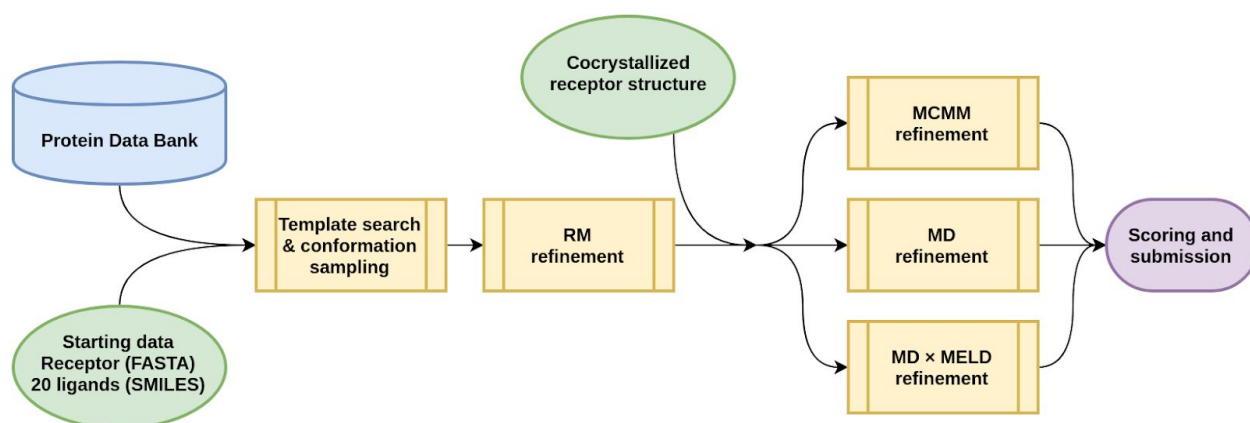 Cocrystallized
receptor structure
Protein Data Bank
MCMM
refinement
Template search
& conformation
sampling
RM
refinement
MD
refinement
Scoring and
submission
Starting data
Receptor (FASTA)
20 ligands (SMILES)
MD × MELD
refinement